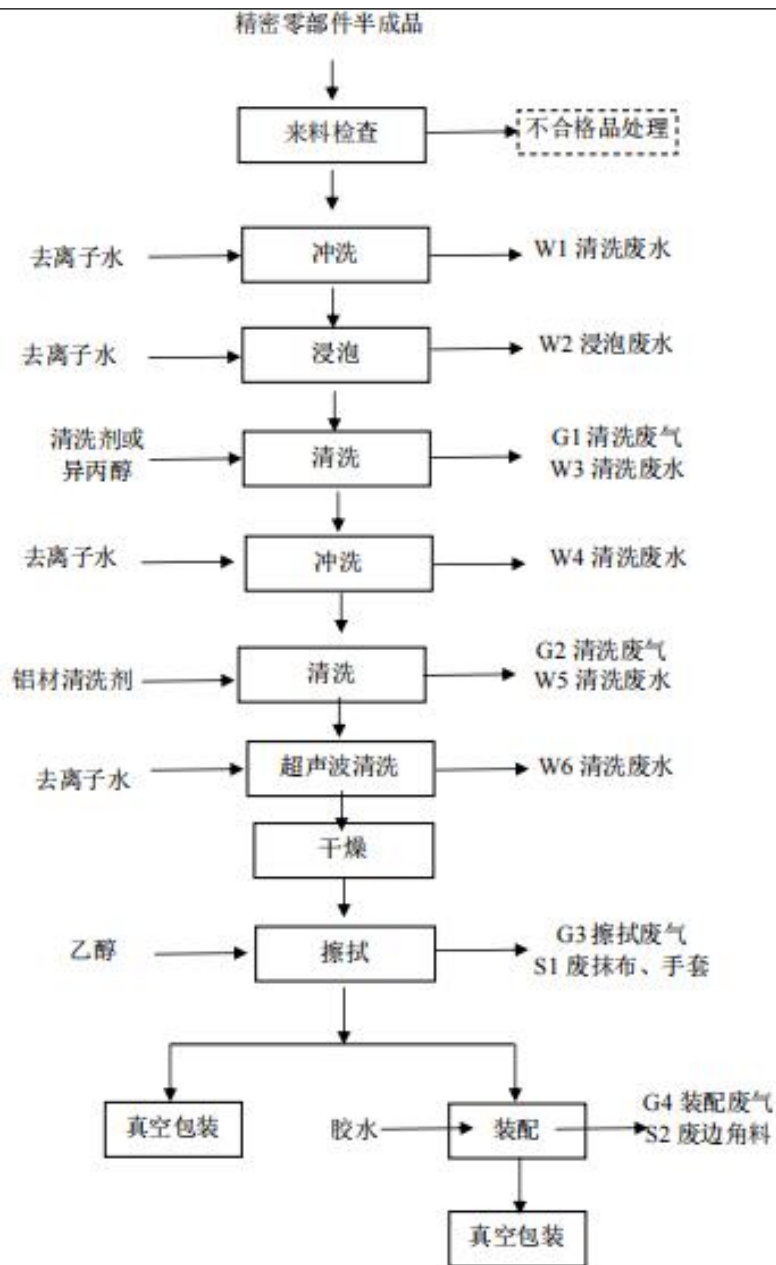 精密零部件半成品
来料检查
不合格品处理
去离子水
冲洗
W1 清洗废水
去离子水
浸泡
W2 浸泡废水
清洗剂或
异丙醇
清洗
G1 清洗废气
W3 清洗废水
去离子水
冲洗
W4 清洗废水
铝材清洗剂
清洗
G2 清洗废气
W5 清洗废水
去离子水
超声波清洗
W6 清洗废水
干燥
乙醇
擦拭
G3 擦拭废气
S1 废抹布、手套
真空包装
胶水
装配
G4 装配废气
S2 废边角料
真空包装